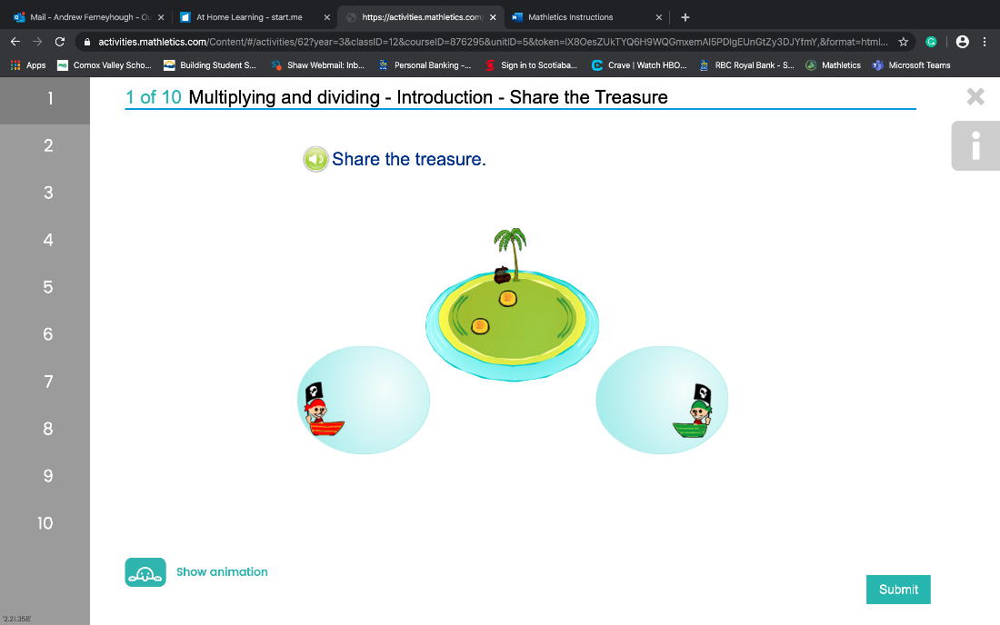 Mail - Andrew Ferneyhough - Ou
At Home Learning - start.me
https://activities.mathletics.com
Mathletics Instructions
activities.mathletics.com/Content/#/activities/62?year=3&classID=12&courseID=876295&unitID=5&token=IX8OesZUkTYQ6H9WQGmxemAI5PDlgEUnGtZy3DJYfmY,&format=html...
Apps
Comox Valley Scho...
Building Student S...
Shaw Webmail: Inb...
Personal Banking -...
Sign in to Scotiaba...
Crave | Watch HBO...
RBC Royal Bank - S...
Mathletics
Microsoft Teams
1
2
3
4
5
6
7
8
9
10
1 of 10 Multiplying and dividing - Introduction - Share the Treasure
i
Share the treasure.
Show animation
Submit
'2.21.358'